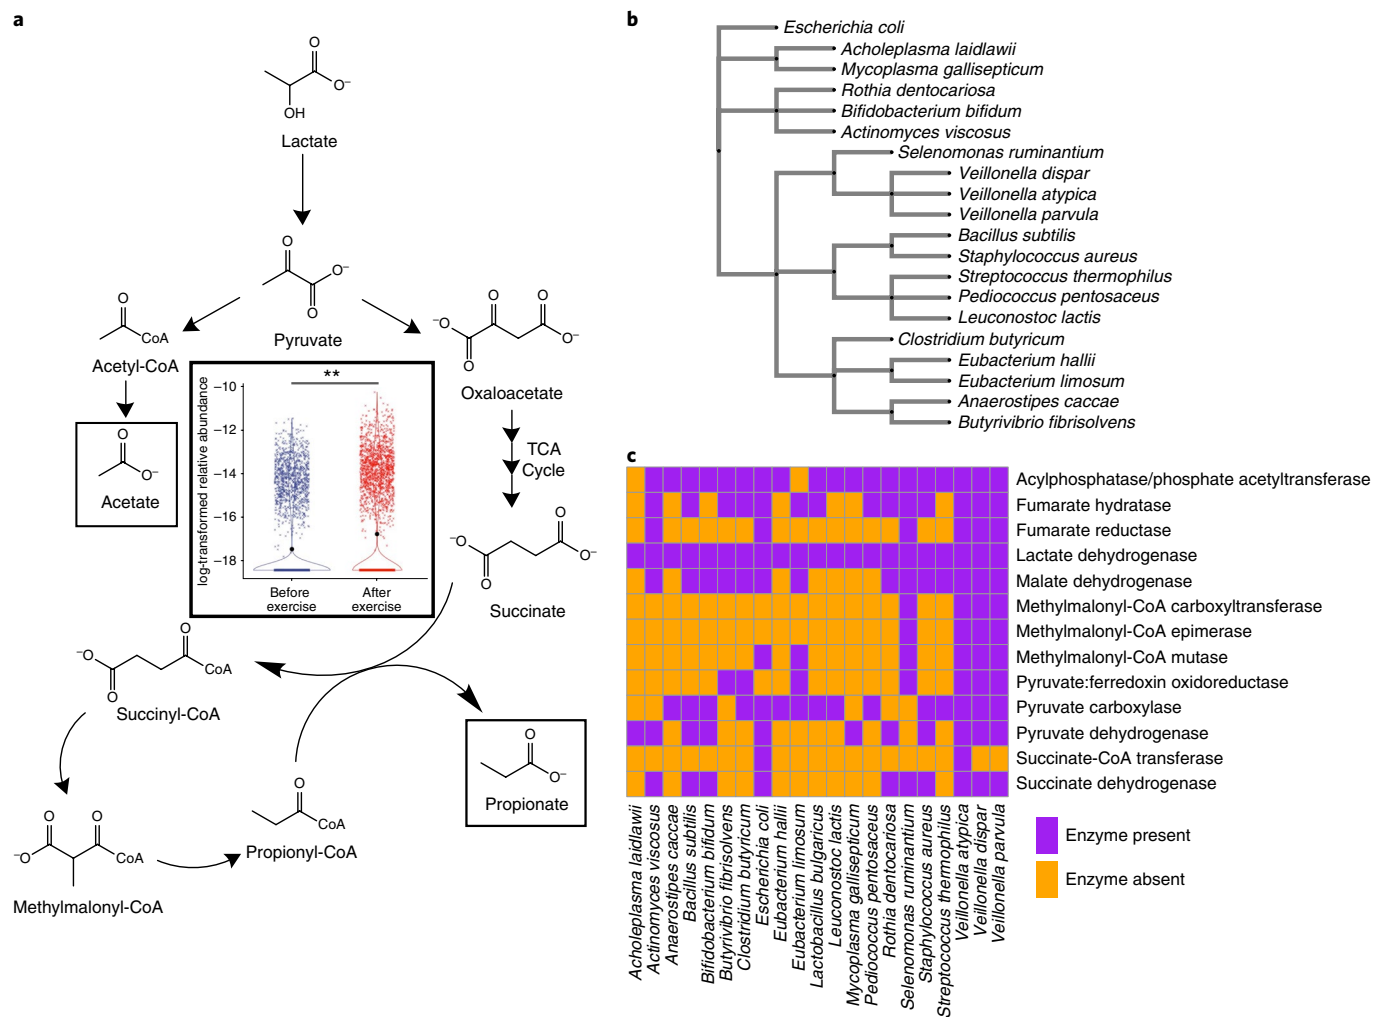 a
O
O−
OH
Lactate
O
O−
O
Pyruvate
O
CoA
Acetyl-CoA
O
O−
Acetate
O
O
−O
O−
O
Oxaloacetate
TCA
Cycle
O
−O
O−
O
Succinate
log-transformed relative abundance
**
−10
−12
−14
−16
−18
Before
exercise
After
exercise
O
−O
CoA
O
Succinyl-CoA
O
O
−O
CoA
Methylmalonyl-CoA
O
CoA
Propionyl-CoA
O
O−
Propionate
b
Escherichia coli
Acholeplasma laidlawii
Mycoplasma gallisepticum
Rothia dentocariosa
Bifidobacterium bifidum
Actinomyces viscosus
Selenomonas ruminantium
Veillonella dispar
Veillonella atypica
Veillonella parvula
Bacillus subtilis
Staphylococcus aureus
Streptococcus thermophilus
Pediococcus pentosaceus
Leuconostoc lactis
Clostridium butyricum
Eubacterium hallii
Eubacterium limosum
Anaerostipes caccae
Butyrivibrio fibrisolvens
c
Acylphosphatase/phosphate acetyltransferase
Fumarate hydratase
Fumarate reductase
Lactate dehydrogenase
Malate dehydrogenase
Methylmalonyl-CoA carboxyltransferase
Methylmalonyl-CoA epimerase
Methylmalonyl-CoA mutase
Pyruvate:ferredoxin oxidoreductase
Pyruvate carboxylase
Pyruvate dehydrogenase
Succinate-CoA transferase
Succinate dehydrogenase
Acholeplasma laidlawii
Actinomyces viscosus
Anaerostipes caccae
Bacillus subtilis
Bifidobacterium bifidum
Butyrivibrio fibrisolvens
Clostridium butyricum
Escherichia coli
Eubacterium hallii
Eubacterium limosum
Lactobacillus bulgaricus
Leuconostoc lactis
Mycoplasma gallisepticum
Pediococcus pentosaceus
Rothia dentocariosa
Selenomonas ruminantium
Staphylococcus aureus
Streptococcus thermophilus
Veillonella atypica
Veillonella dispar
Veillonella parvula
Enzyme present
Enzyme absent